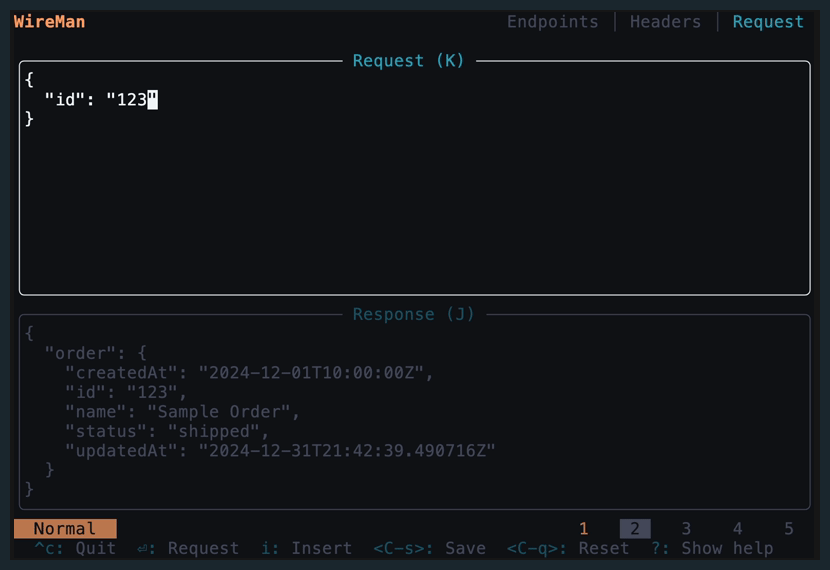 WireMan Endpoints | Headers | Request
Request (K)
{
  "id": "123"
}
Response (J)
{
  "order": {
    "createdAt": "2024-12-01T10:00:00Z",
    "id": "123",
    "name": "Sample Order",
    "status": "shipped",
    "updatedAt": "2024-12-31T21:42:39.490716Z"
  }
}
Normal 1 2 3 4 5
^c: Quit ⏎: Request i: Insert <C-s>: Save <C-q>: Reset ?: Show help